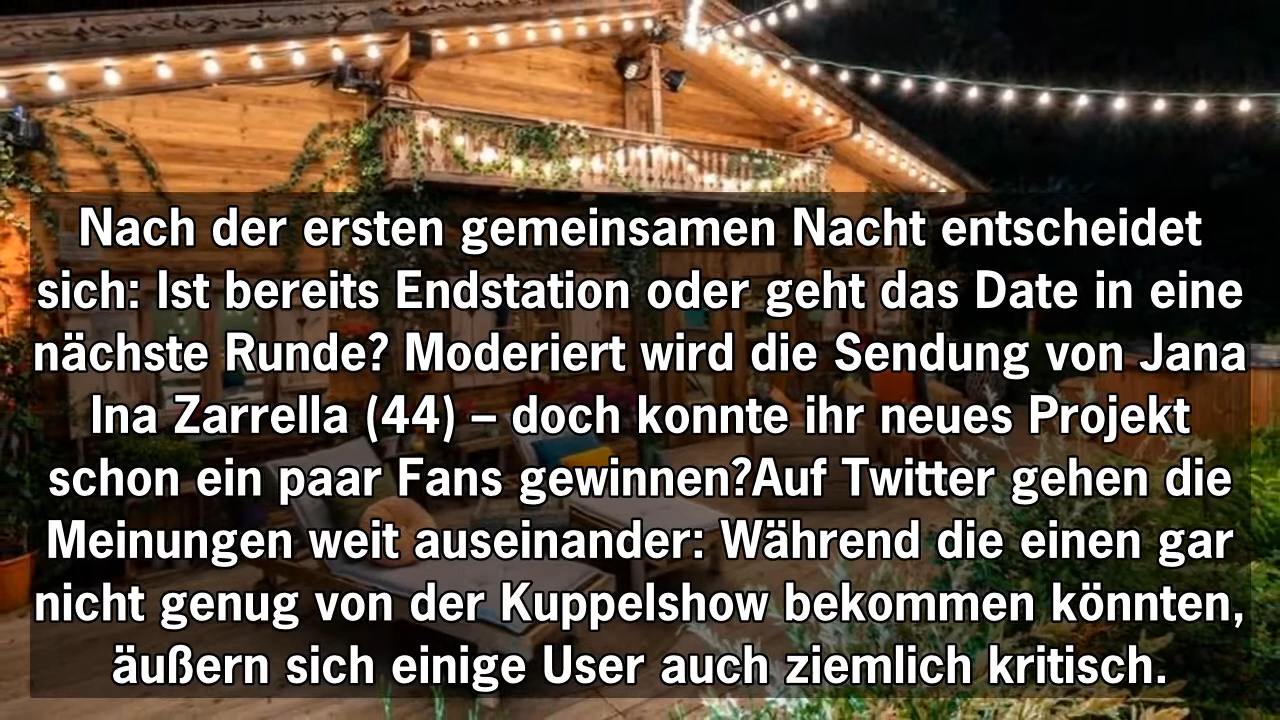 Nach der ersten gemeinsamen Nacht entscheidet
sich: Ist bereits Endstation oder geht das Date in eine
nächste Runde? Moderiert wird die Sendung von Jana
Ina Zarrella (44) – doch konnte ihr neues Projekt
schon ein paar Fans gewinnen?Auf Twitter gehen die
Meinungen weit auseinander: Während die einen gar
nicht genug von der Kuppelshow bekommen könnten,
äußern sich einige User auch ziemlich kritisch.